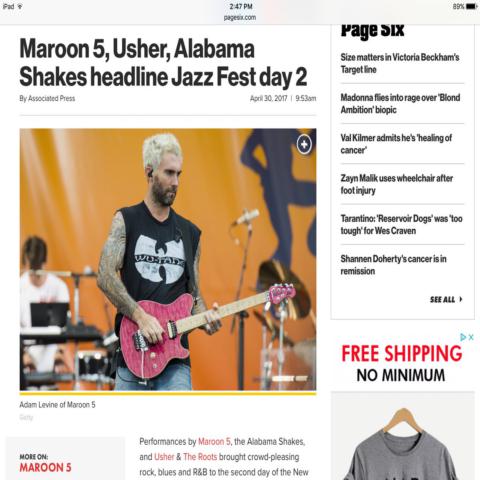 iPad
2:47 PM
89%
pagesix.com
Maroon 5, Usher, Alabama
Shakes headline Jazz Fest day 2
By Associated Press
April 30, 2017 | 9:53am
WU-TANG
Adam Levine of Maroon 5
Getty
MORE ON:
MAROON 5
Performances by Maroon 5, the Alabama Shakes,
and Usher & The Roots brought crowd-pleasing
rock, blues and R&B to the second day of the New
Page Six
Size matters in Victoria Beckham's
Target line
Madonna flies into rage over 'Blond
Ambition' biopic
Val Kilmer admits he's 'healing of
cancer'
Zayn Malik uses wheelchair after
foot injury
Tarantino: 'Reservoir Dogs' was 'too
tough' for Wes Craven
Shannen Doherty's cancer is in
remission
SEE ALL
FREE SHIPPING
NO MINIMUM